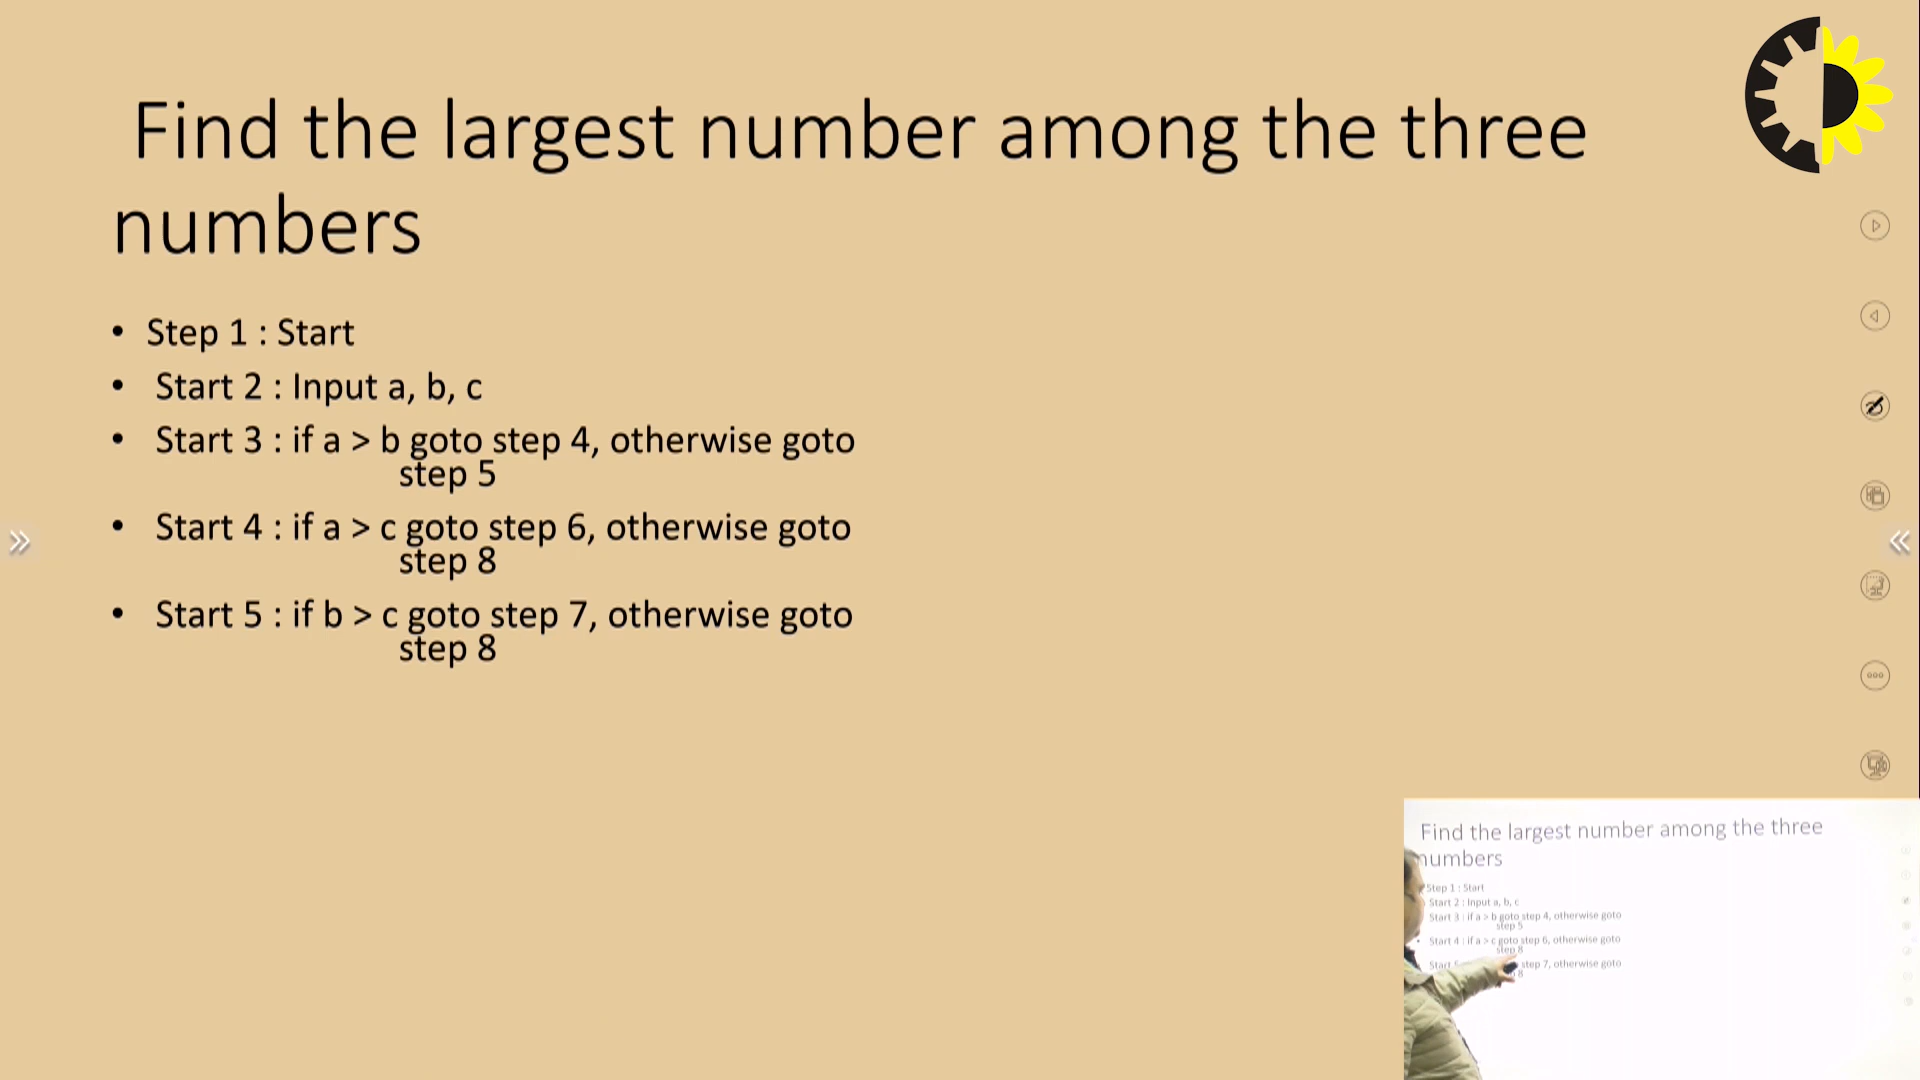 Find the largest number among the three
numbers
• Step 1 : Start
• Start 2 : Input a, b, c
• Start 3 : if a > b goto step 4, otherwise goto
step 5
• Start 4 : if a > c goto step 6, otherwise goto
step 8
• Start 5 : if b > c goto step 7, otherwise goto
step 8
Find the largest number among the three
numbers
Step 1 : Start
Start 2 : Input a, b, c
Start 3 : if a > b goto step 4, otherwise goto
step 5
Start 4 : if a > c goto step 6, otherwise goto
step 8
Start step 7, otherwise goto
8